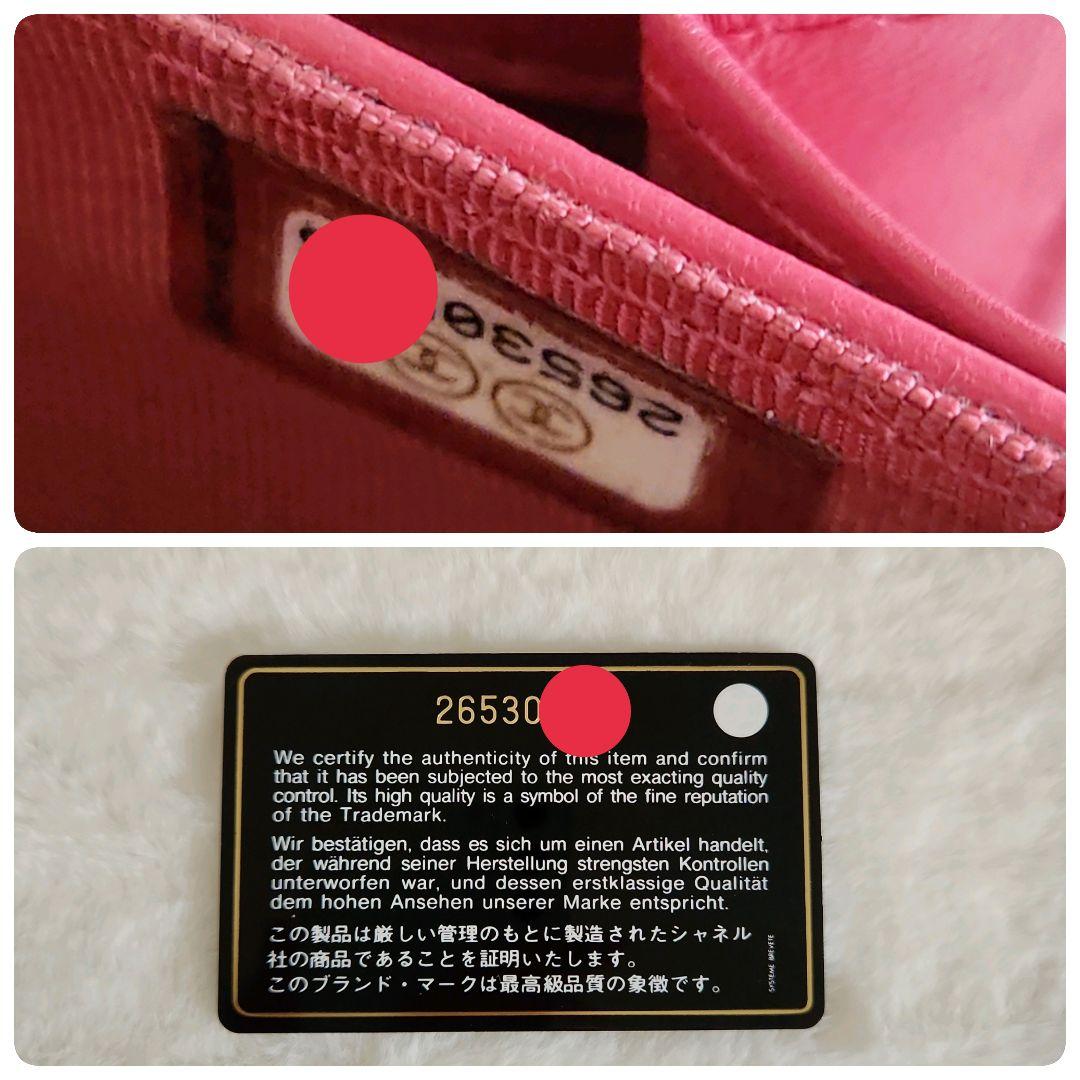 26530
26530
We certify the authenticity of this item and confirm
that it has been subjected to the most exacting quality
control. Its high quality is a symbol of the fine reputation
of the Trademark.
Wir bestätigen, dass es sich um einen Artikel handelt,
der während seiner Herstellung strengsten Kontrollen
unterworfen war, und dessen erstklassige Qualität
dem hohen Ansehen unserer Marke entspricht.
この製品は厳しい管理のもとに製造されたシャネル
社の商品であることを証明いたします。
このブランド・マークは最高級品質の象徴です。
SYSTEME BREVETE